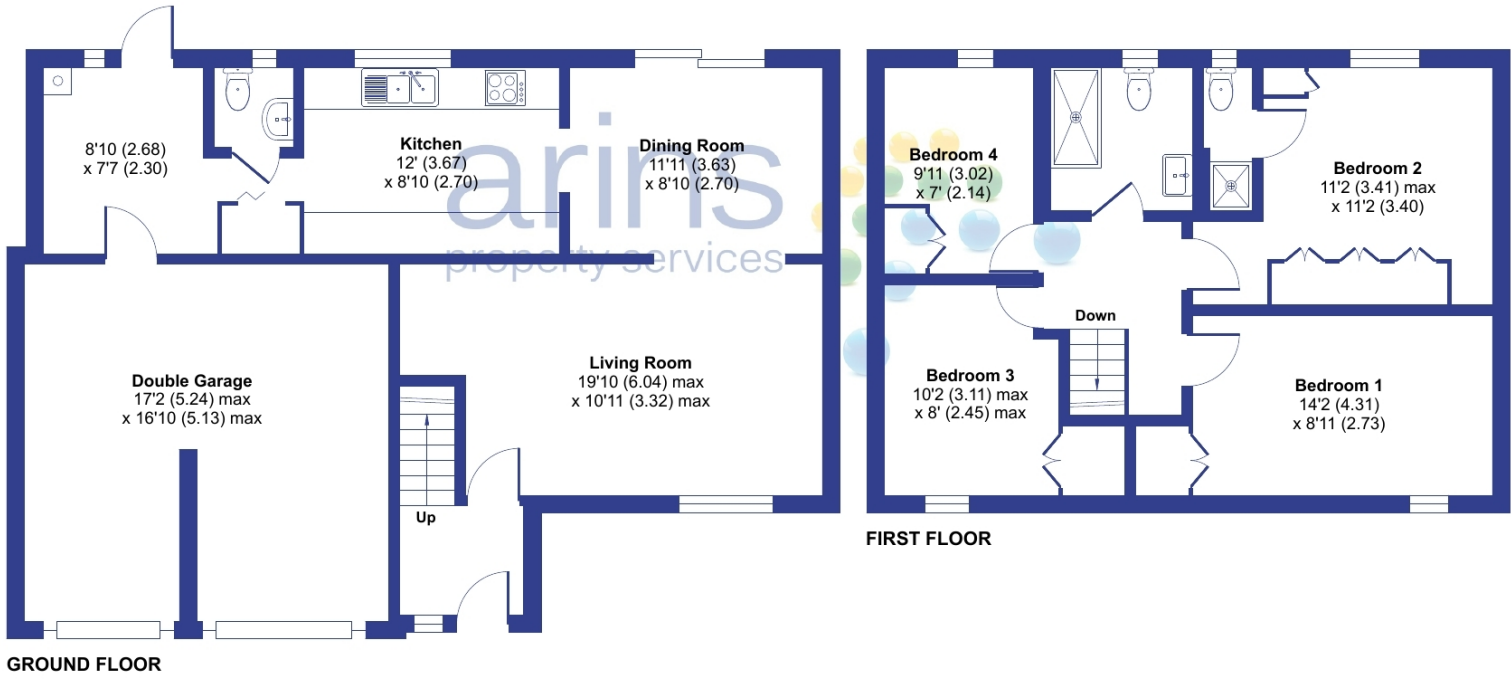 8'10 (2.68)
x 7'7 (2.30)
Kitchen
12' (3.67)
x 8'10 (2.70)
Dining Room
11'11 (3.63)
x 8'10 (2.70)
arins
property services
Double Garage
17'2 (5.24) max
x 16'10 (5.13) max
Living Room
19'10 (6.04) max
x 10'11 (3.32) max
Up
GROUND FLOOR
Bedroom 4
9'11 (3.02)
x 7' (2.14)
Bedroom 2
11'2 (3.41) max
x 11'2 (3.40)
Down
Bedroom 3
10'2 (3.11) max
x 8' (2.45) max
Bedroom 1
14'2 (4.31)
x 8'11 (2.73)
FIRST FLOOR